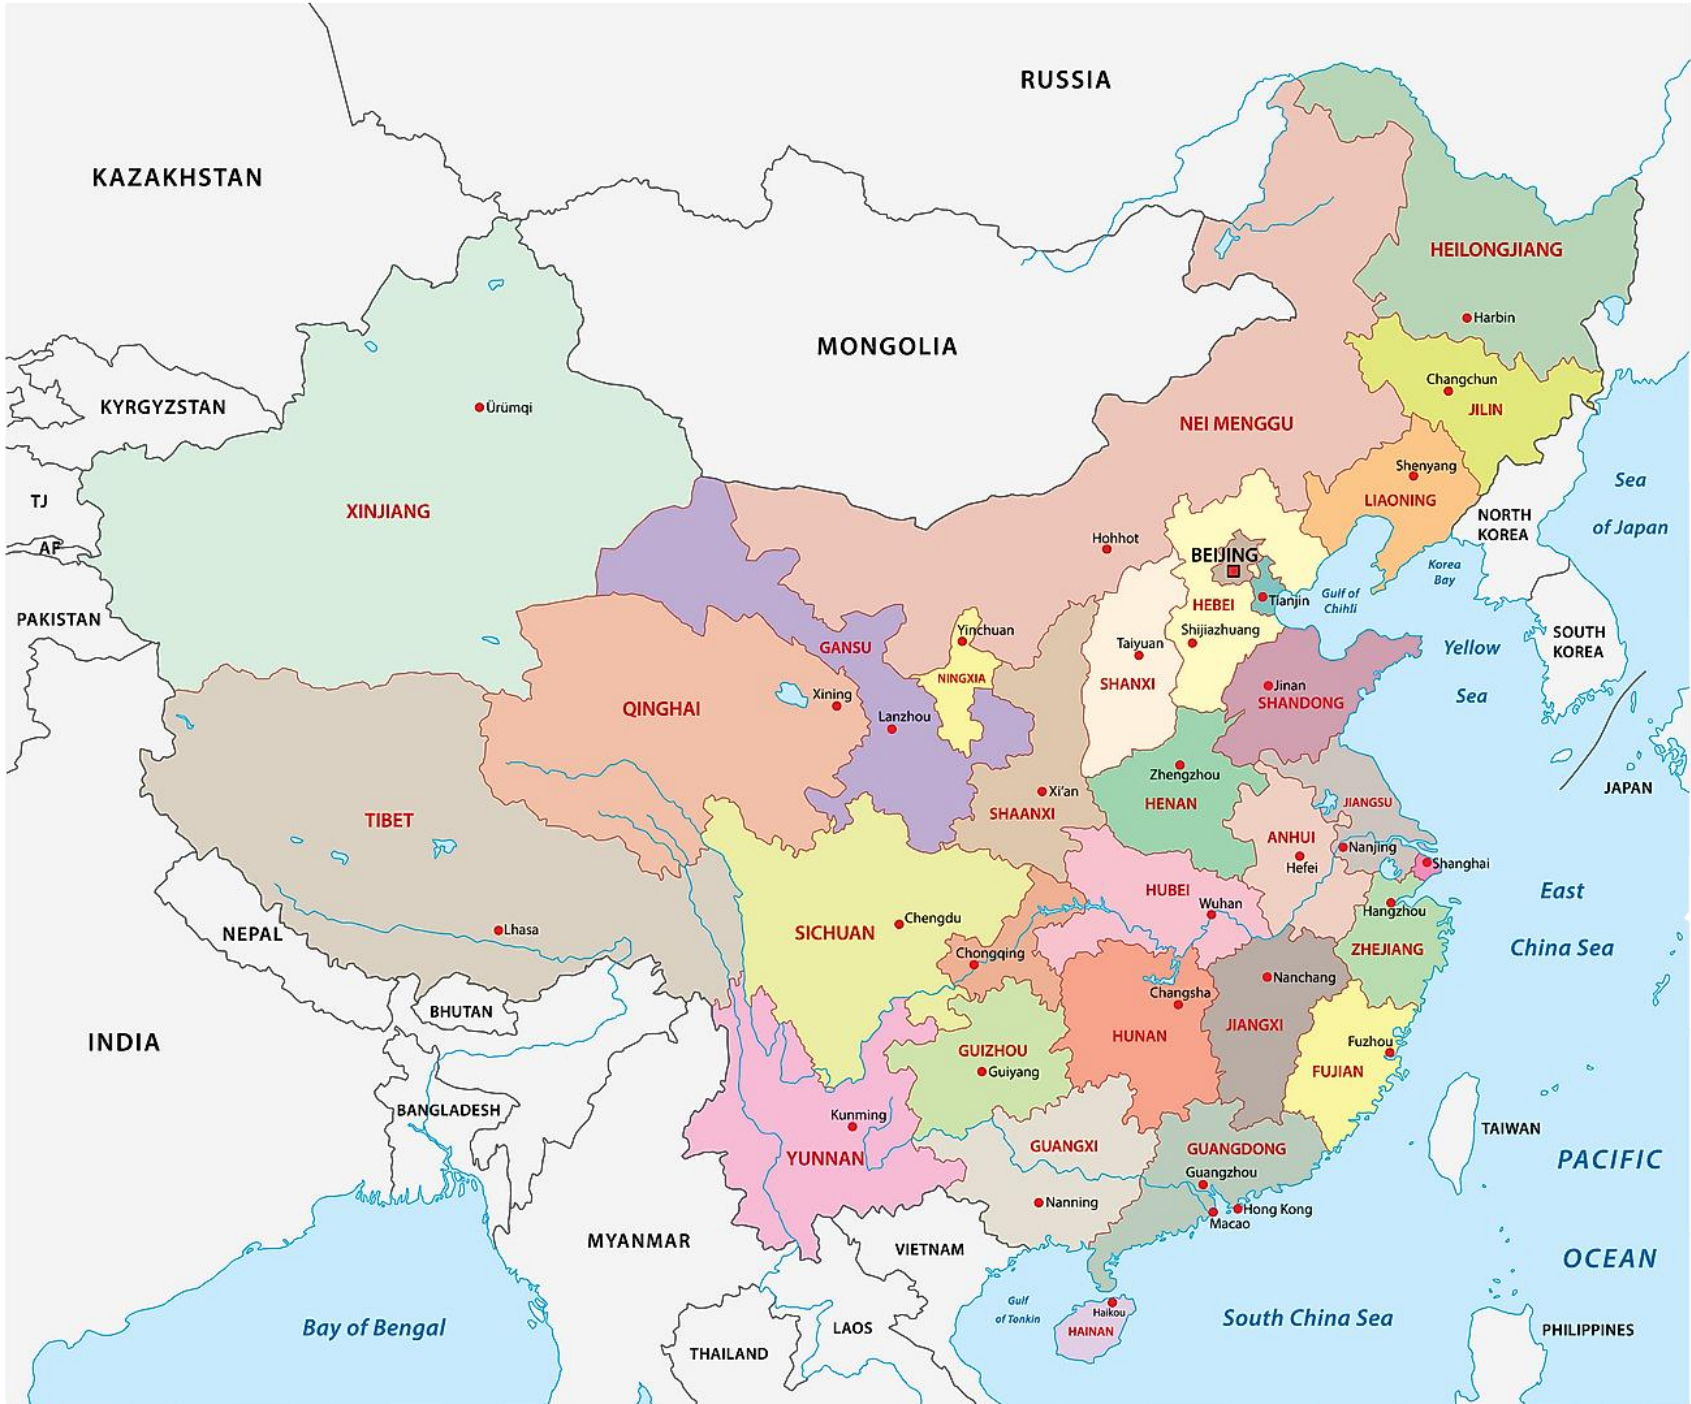 RUSSIA
KAZAKHSTAN
HEILONGJIANG
Harbin
MONGOLIA
Changchun
KYRGYZSTAN
Ürümqi
JILIN
NEI MENGGU
Shenyang
Sea
TJ
LIAONING
XINJIANG
NORTH
KOREA
of Japan
Hohhot
AF
BEIJING
Korea
Bay
Gulf of
Chihli
Tianjin
HEBEI
PAKISTAN
Yinchuan
Shijiazhuang
SOUTH
KOREA
Taiyuan
GANSU
Yellow
NINGXIA
SHANXI
Jinan
Xining
Sea
SHANDONG
QINGHAI
Lanzhou
Zhengzhou
JAPAN
Xi'an
HENAN
JIANGSU
SHAANXI
TIBET
ANHUI
Nanjing
Hefei
Shanghai
HUBEI
East
Wuhan
Hangzhou
Chengdu
Lhasa
SICHUAN
NEPAL
China Sea
ZHEJIANG
Chongqing
Nanchang
Changsha
BHUTAN
JIANGXI
HUNAN
INDIA
Fuzhou
GUIZHOU
Guiyang
FUJIAN
BANGLADESH
Kunming
TAIWAN
GUANGXI
GUANGDONG
YUNNAN
PACIFIC
Guangzhou
Nanning
Hong Kong
Macao
MYANMAR
VIETNAM
OCEAN
Gulf
of Tonkin
Haikou
South China Sea
Bay of Bengal
LAOS
HAINAN
PHILIPPINES
THAILAND